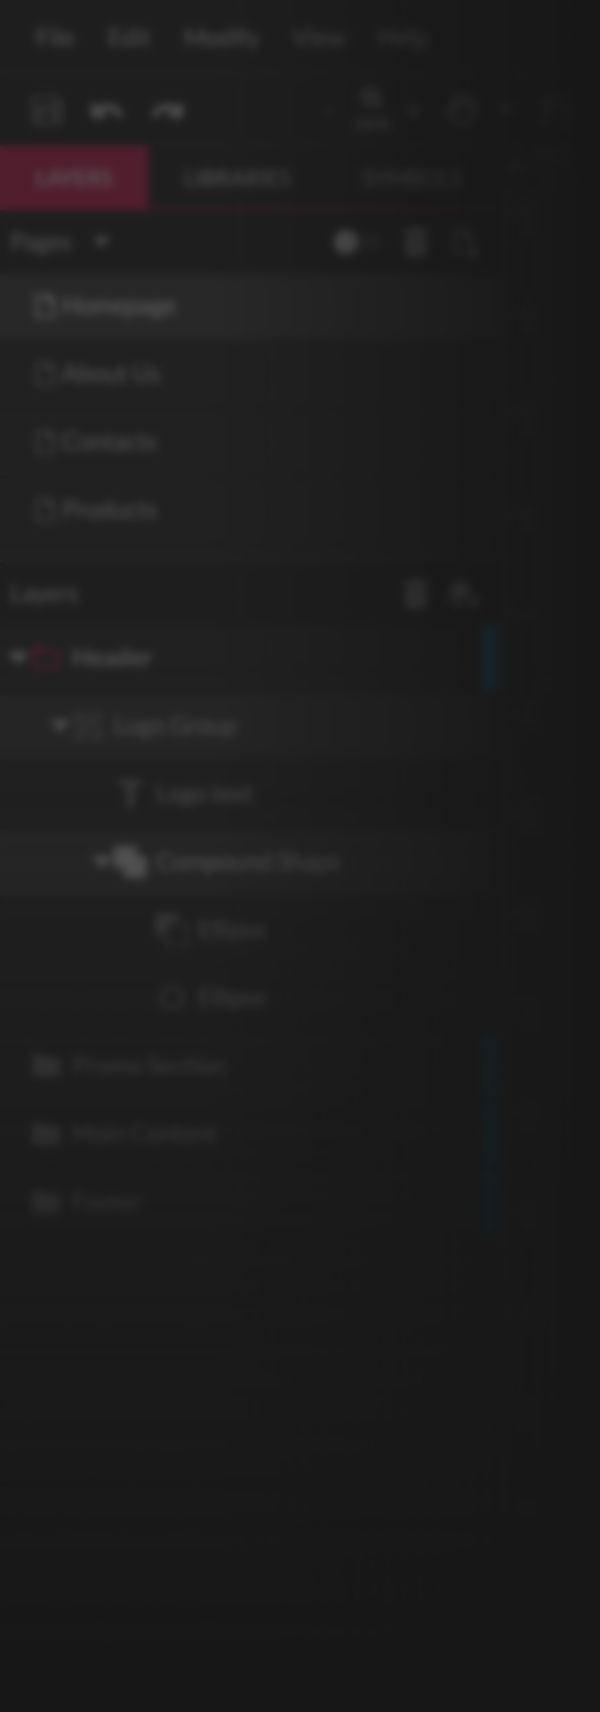 File Edit Modify View Help
LAYERS LIBRARIES SYMBOLS
Pages
Homepage
About Us
Contacts
Products
Layers
Header
Logo Group
Logo text
Compound Shape
Ellipse
Ellipse
Promo Section
Main Content
Footer